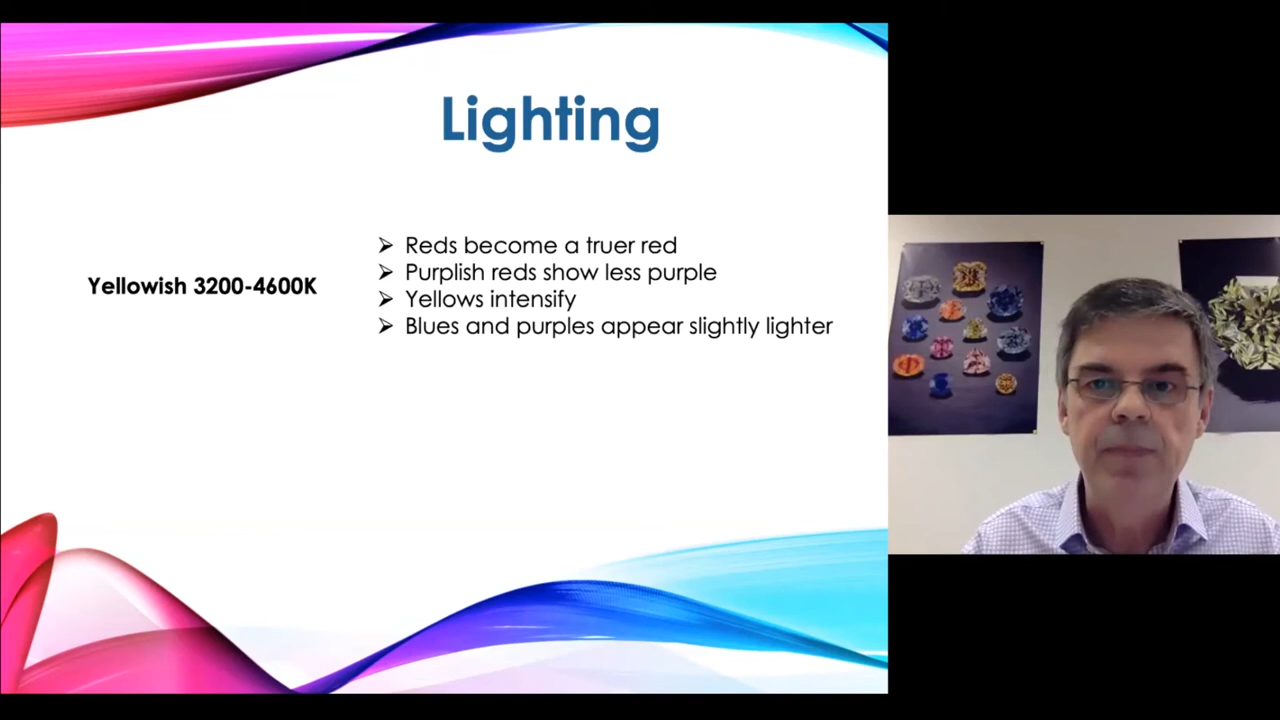 Lighting
Yellowish 3200-4600K
➢ Reds become a truer red
➢ Purplish reds show less purple
➢ Yellows intensify
➢ Blues and purples appear slightly lighter